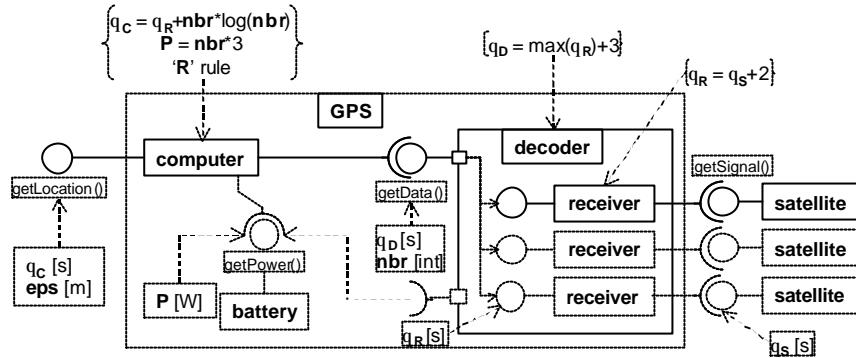 q_C = q_R+nbr*log(nbr)
P = nbr*3
'R' rule
{q_D = max(q_R)+3}
{q_R = q_S+2}
GPS
computer
decoder
getLocation()
getData()
getSignal()
receiver
satellite
receiver
satellite
receiver
satellite
q_C [s]
eps [m]
P [W]
getPower()
battery
q_D [s]
nbr [int]
q_R [s]
q_S [s]